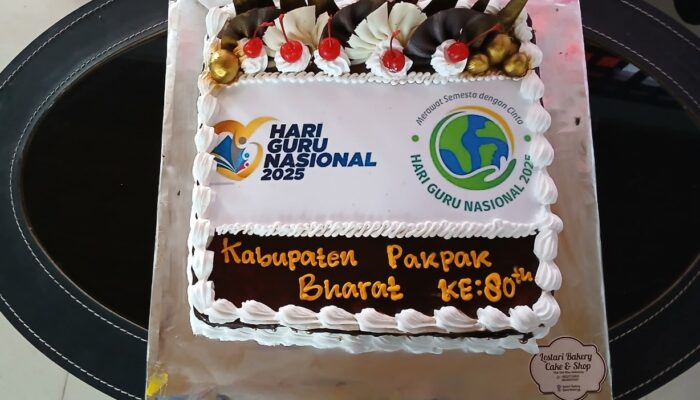 HARI
GURU
NASIONAL
2025
Merawat Semesta dengan Cinta
HARI GURU NASIONAL 2025
Kabupaten Pakpak
Bharat KE:80th
Lestari Bakery
Cake & Shop